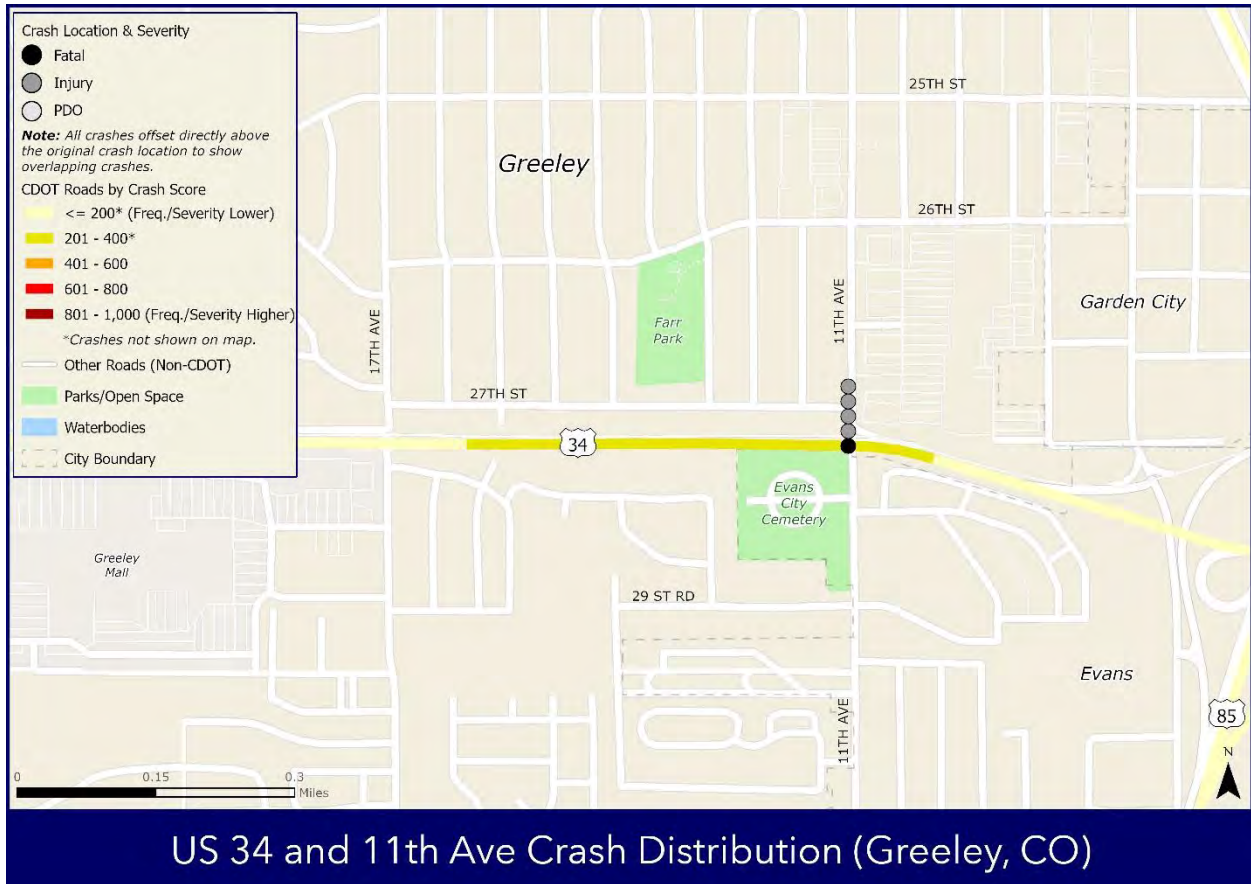 Crash Location & Severity
Fatal
Injury
PDO
Note: All crashes offset directly above
the original crash location to show
overlapping crashes.
CDOT Roads by Crash Score
<= 200* (Freq./Severity Lower)
201 - 400*
401 - 600
601 - 800
801 - 1,000 (Freq./Severity Higher)
*Crashes not shown on map.
Other Roads (Non-CDOT)
Parks/Open Space
Waterbodies
City Boundary
25TH ST
Greeley
26TH ST
Garden City
17TH AVE
Farr
Park
11TH AVE
27TH ST
34
Evans
City
Cemetery
Greeley
Mall
29 ST RD
Evans
11TH AVE
85
N
0 0.15 0.3
Miles
US 34 and 11th Ave Crash Distribution (Greeley, CO)